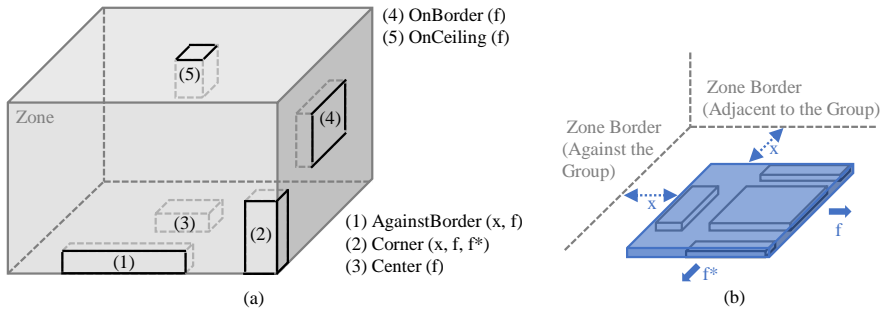 (4) OnBorder (f)
(5) OnCeiling (f)
(5)
Zone
(4)
(3)
(2)
(1)
(1) AgainstBorder (x, f)
(2) Corner (x, f, f*)
(3) Center (f)
(a)
Zone Border
(Adjacent to the Group)
Zone Border
(Against the
Group)
x
x
f
f*
(b)